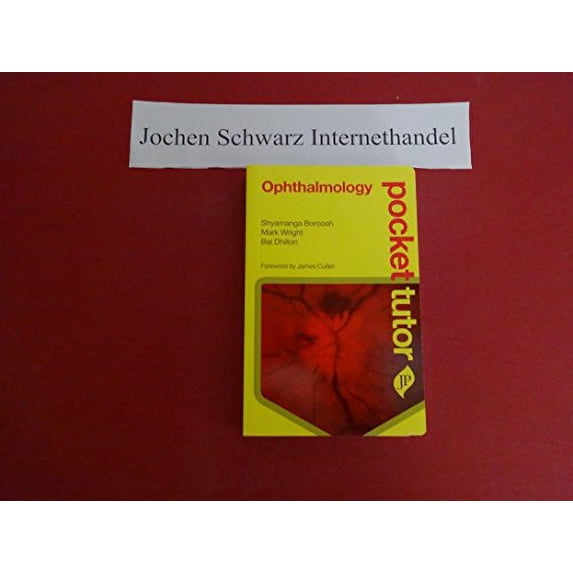 Jochen Schwarz Internethandel
Ophthalmology
Shyamanga Borooah
Mark Wright
Bal Dhillon
Foreword by James Cullen
pocket tutor
JP